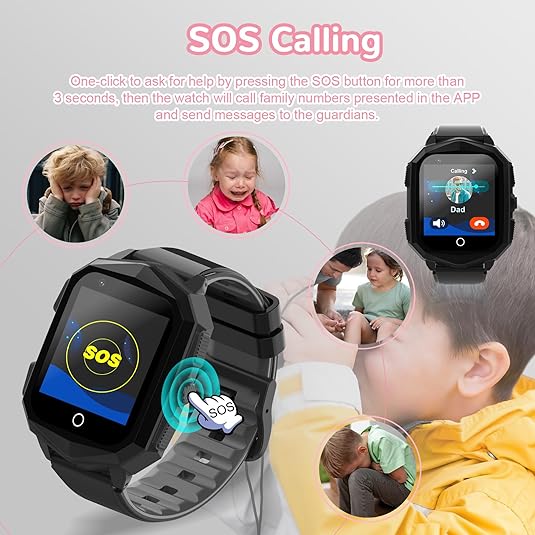 SOS Calling
One-click to ask for help by pressing the SOS button for more than
3 seconds, then the watch will call family numbers presented in the APP
and send messages to the guardians.
Calling
Dad
SOS
SOS